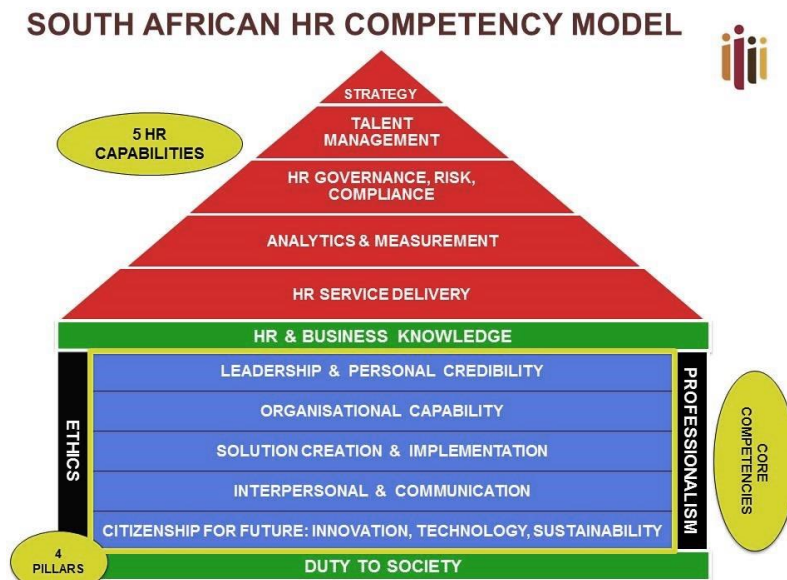 SOUTH AFRICAN HR COMPETENCY MODEL
STRATEGY
5 HR
CAPABILITIES
TALENT
MANAGEMENT
HR GOVERNANCE, RISK,
COMPLIANCE
ANALYTICS & MEASUREMENT
HR SERVICE DELIVERY
HR & BUSINESS KNOWLEDGE
ETHICS
LEADERSHIP & PERSONAL CREDIBILITY
ORGANISATIONAL CAPABILITY
SOLUTION CREATION & IMPLEMENTATION
INTERPERSONAL & COMMUNICATION
CITIZENSHIP FOR FUTURE: INNOVATION, TECHNOLOGY, SUSTAINABILITY
PROFESSIONALISM
CORE
COMPETENCIES
4
PILLARS
DUTY TO SOCIETY